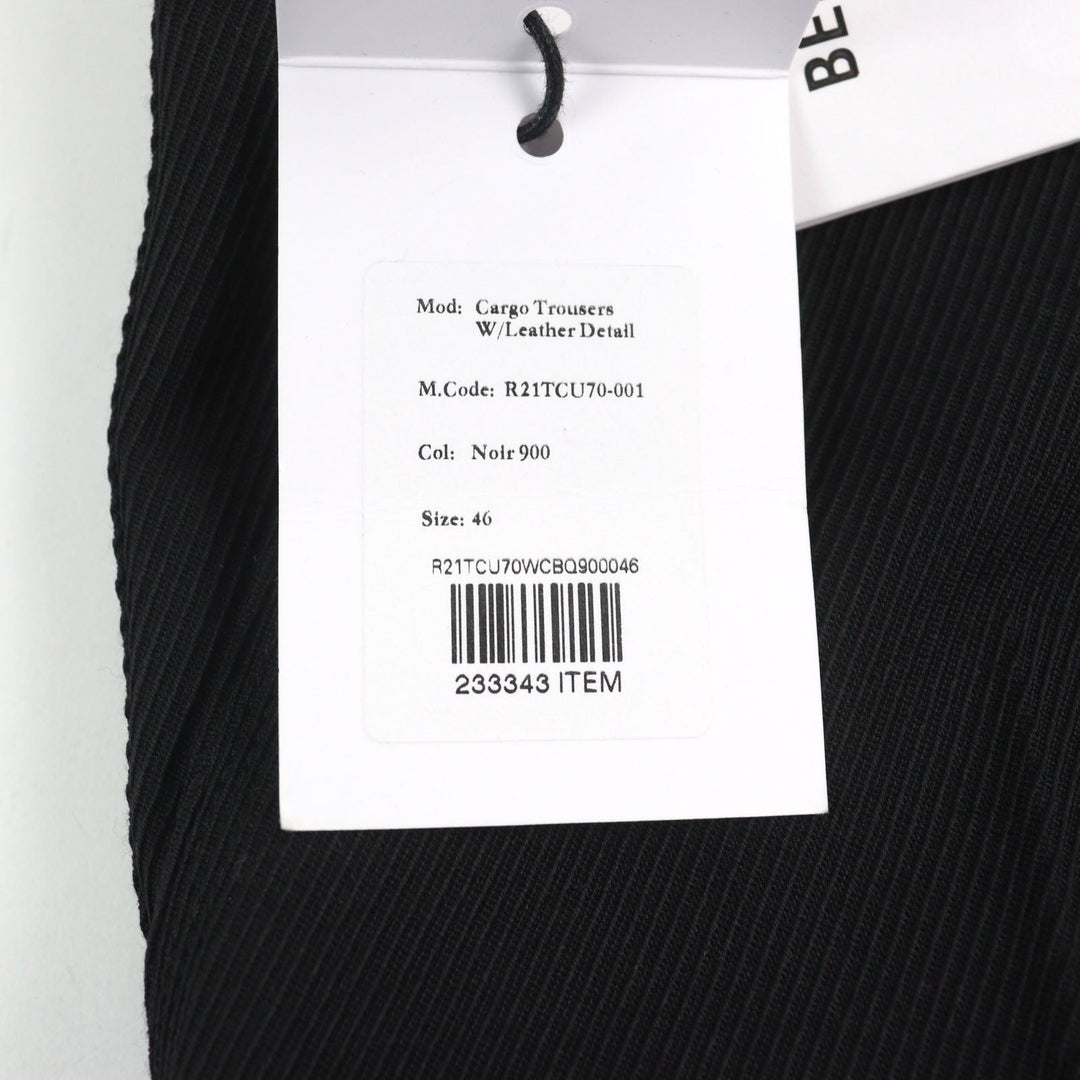 BE
Mod: Cargo Trousers
W/Leather Detail
M.Code: R21TCU70-001
Col: Noir 900
Size: 46
R21TCU70WCBQ900046
233343 ITEM